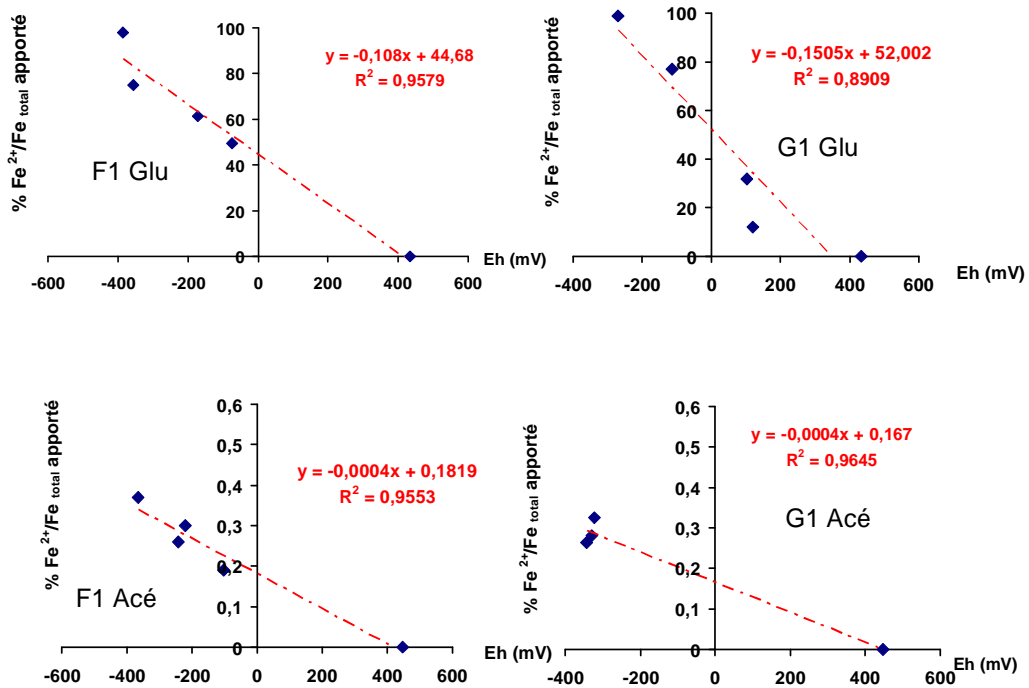 % Fe 2+/Fe total apporté
100
80
60
40
20
0
y = -0,108x + 44,68
R2 = 0,9579
F1 Glu
-600 -400 -200 0 200 400 600
Eh (mV)
% Fe 2+/Fe total apporté
100
80
60
40
20
0
y = -0,1505x + 52,002
R2 = 0,8909
G1 Glu
-400 -200 0 200 400 600
Eh (mV)
% Fe 2+/Fe total apporté
0,6
0,5
0,4
0,3
0,2
0,1
0
y = -0,0004x + 0,1819
R2 = 0,9553
F1 Acé
-600 -400 -200 0 200 400 600
Eh (mV)
% Fe 2+/Fe total apporté
0,6
0,5
0,4
0,3
0,2
0,1
0
y = -0,0004x + 0,167
R2 = 0,9645
G1 Acé
-400 -200 0 200 400 600
Eh (mV)